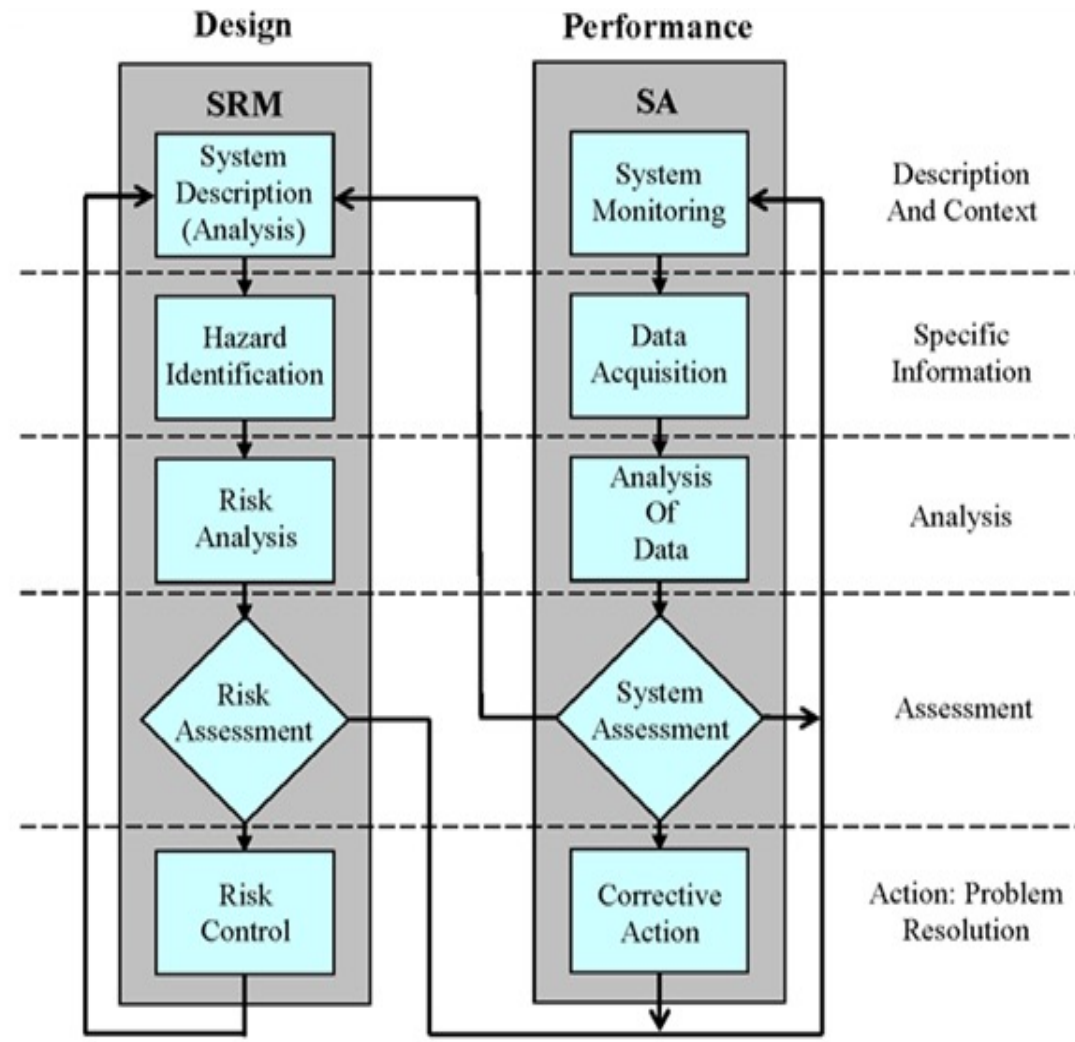 Design
Performance
SRM
SA
System
Description
(Analysis)
System
Monitoring
Description
And Context
Hazard
Identification
Data
Acquisition
Specific
Information
Risk
Analysis
Analysis
Of
Data
Analysis
Risk
Assessment
System
Assessment
Assessment
Risk
Control
Corrective
Action
Action: Problem
Resolution